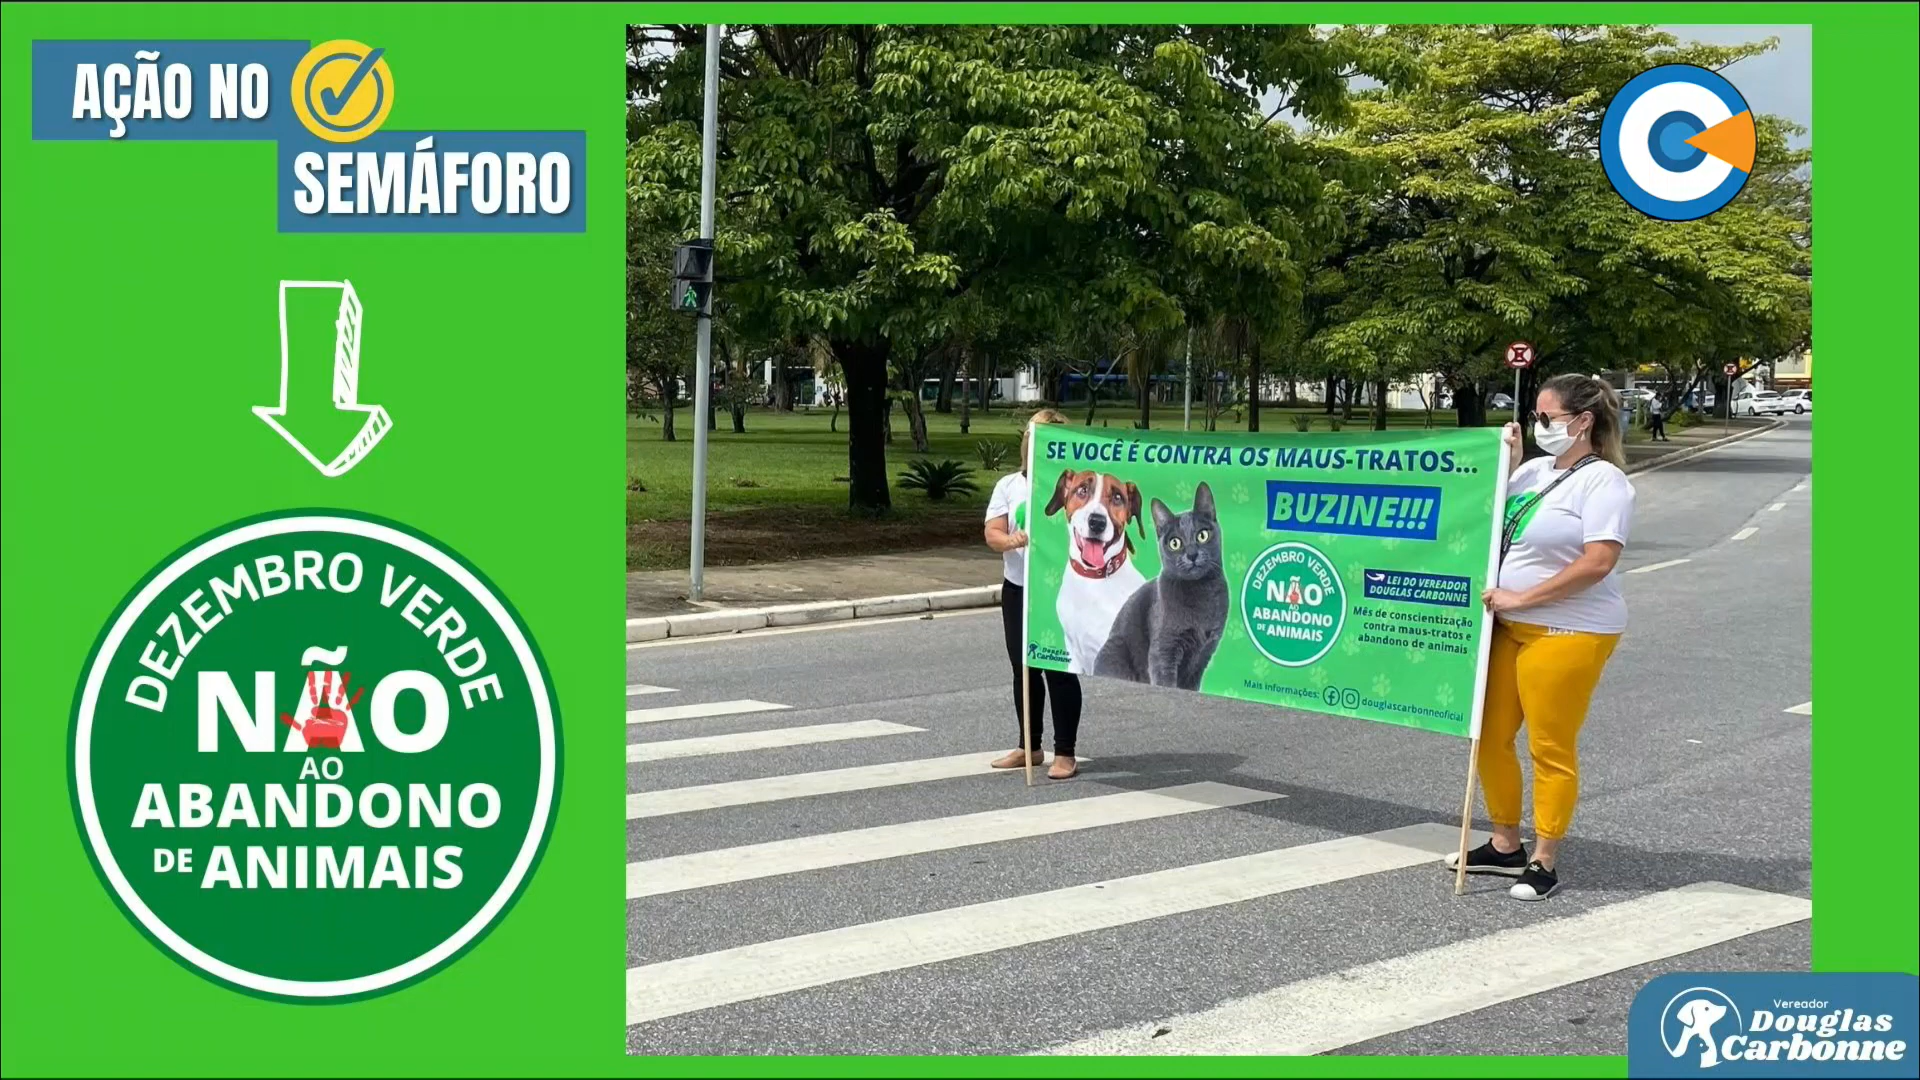 AÇÃO NO
SEMÁFORO
DEZEMBRO VERDE
NÃO
AO
ABANDONO
DE ANIMAIS
SE VOCÊ É CONTRA OS MAUS-TRATOS...
BUZINE!!!
DEZEMBRO VERDE
NÃO
AO
ABANDONO
DE ANIMAIS
LEI DO VEREADOR
DOUGLAS CARBONNE
Mês de conscientização
contra maus-tratos e
abandono de animais
Douglas
Carbonne
Mais informações: douglascarbonneoficial
Vereador
Douglas
Carbonne